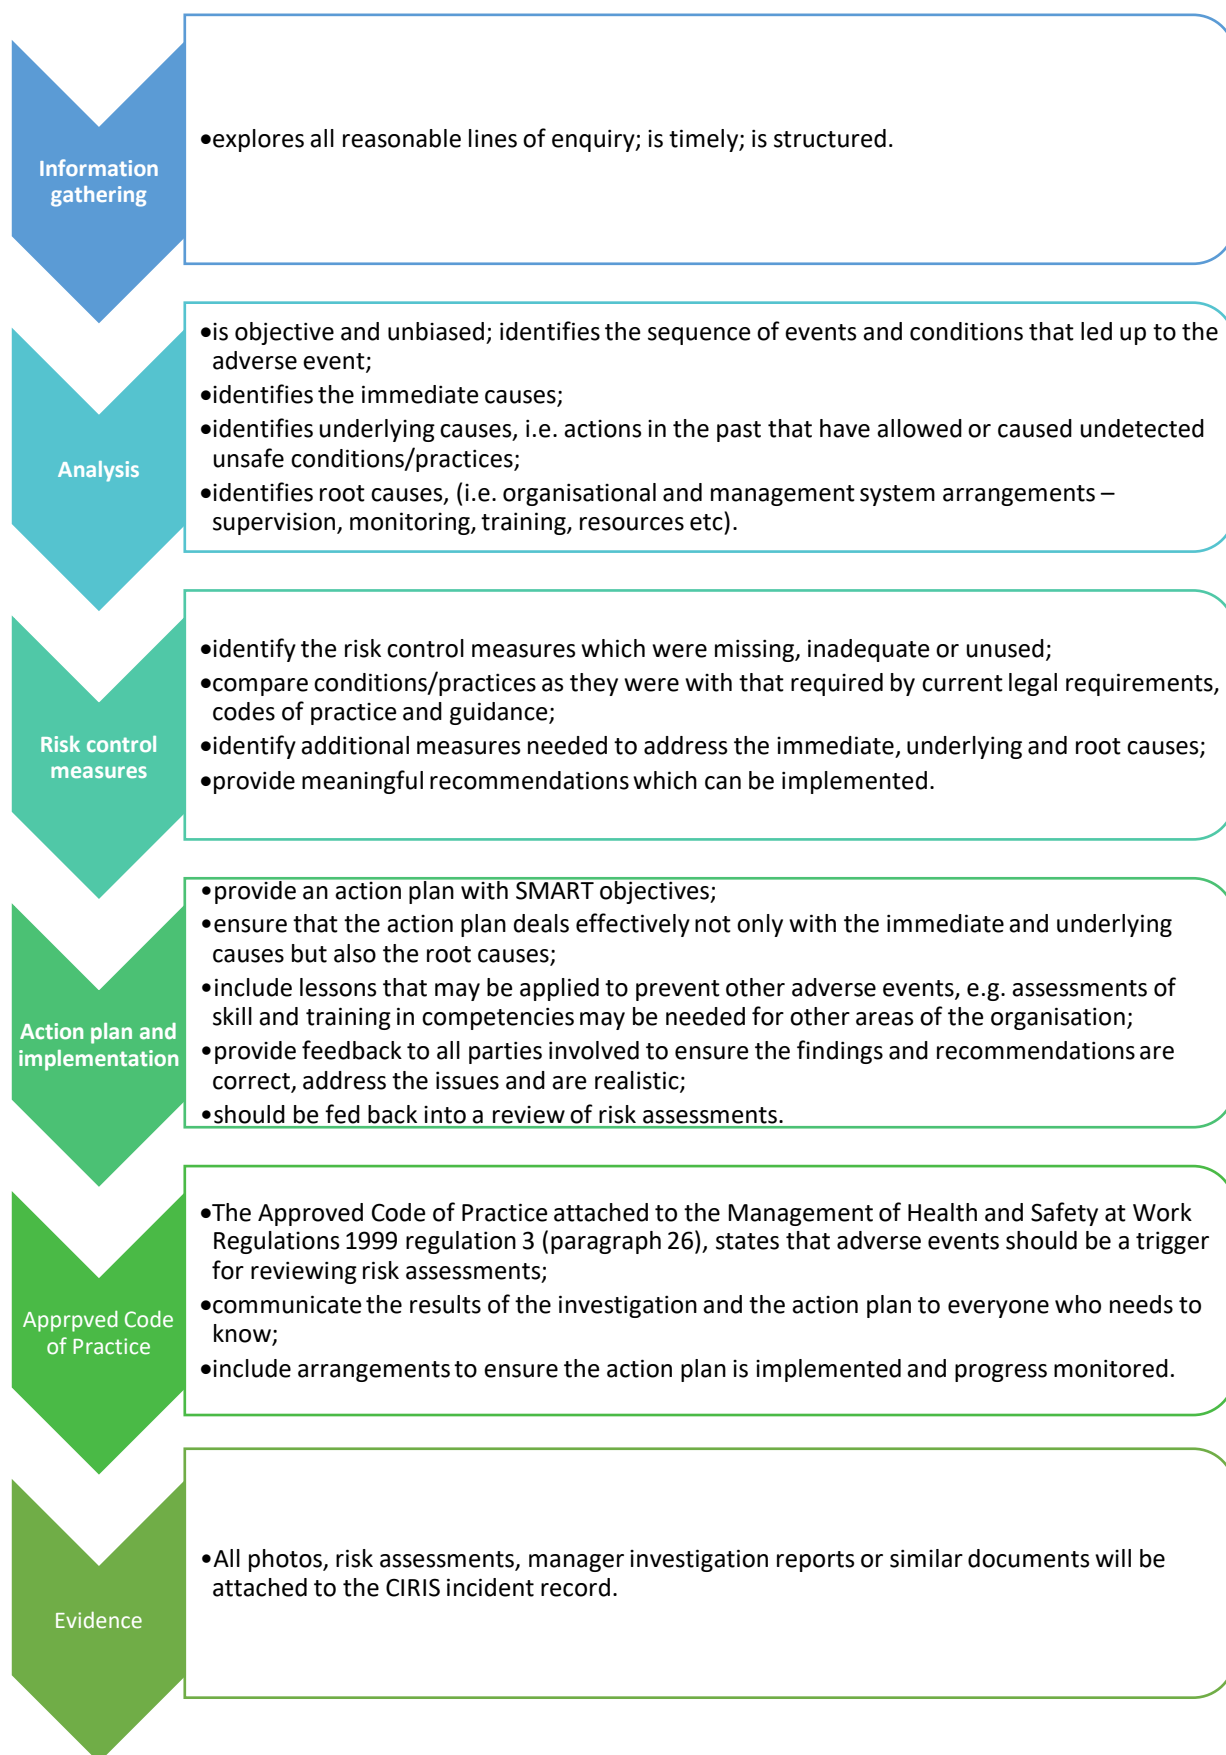 Information
gathering
•explores all reasonable lines of enquiry; is timely; is structured.
Analysis
•is objective and unbiased; identifies the sequence of events and conditions that led up to the
adverse event;
•identifies the immediate causes;
•identifies underlying causes, i.e. actions in the past that have allowed or caused undetected
unsafe conditions/practices;
•identifies root causes, (i.e. organisational and management system arrangements –
supervision, monitoring, training, resources etc).
Risk control
measures
•identify the risk control measures which were missing, inadequate or unused;
•compare conditions/practices as they were with that required by current legal requirements,
codes of practice and guidance;
•identify additional measures needed to address the immediate, underlying and root causes;
•provide meaningful recommendations which can be implemented.
Action plan and
implementation
•provide an action plan with SMART objectives;
•ensure that the action plan deals effectively not only with the immediate and underlying
causes but also the root causes;
•include lessons that may be applied to prevent other adverse events, e.g. assessments of
skill and training in competencies may be needed for other areas of the organisation;
•provide feedback to all parties involved to ensure the findings and recommendations are
correct, address the issues and are realistic;
•should be fed back into a review of risk assessments.
Apprpved Code
of Practice
•The Approved Code of Practice attached to the Management of Health and Safety at Work
Regulations 1999 regulation 3 (paragraph 26), states that adverse events should be a trigger
for reviewing risk assessments;
•communicate the results of the investigation and the action plan to everyone who needs to
know;
•include arrangements to ensure the action plan is implemented and progress monitored.
Evidence
•All photos, risk assessments, manager investigation reports or similar documents will be
attached to the CIRIS incident record.